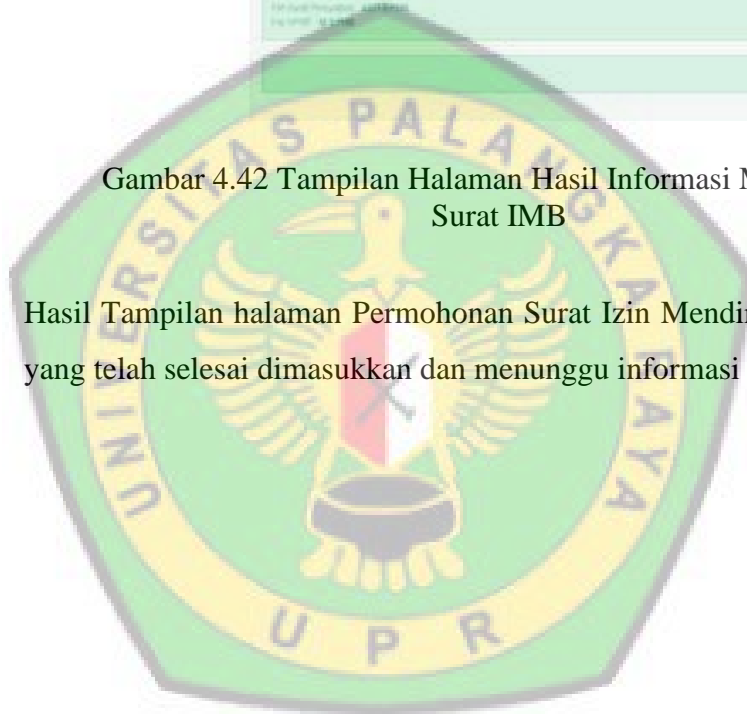 Gambar 4.42 Tampilan Halaman Hasil Informasi
Surat IMB
Hasil Tampilan halaman Permohonan Surat Izin
yang telah selesai dimasukkan dan menunggu informasi
UNIVERSITAS PALANGKA RAYA
UPR